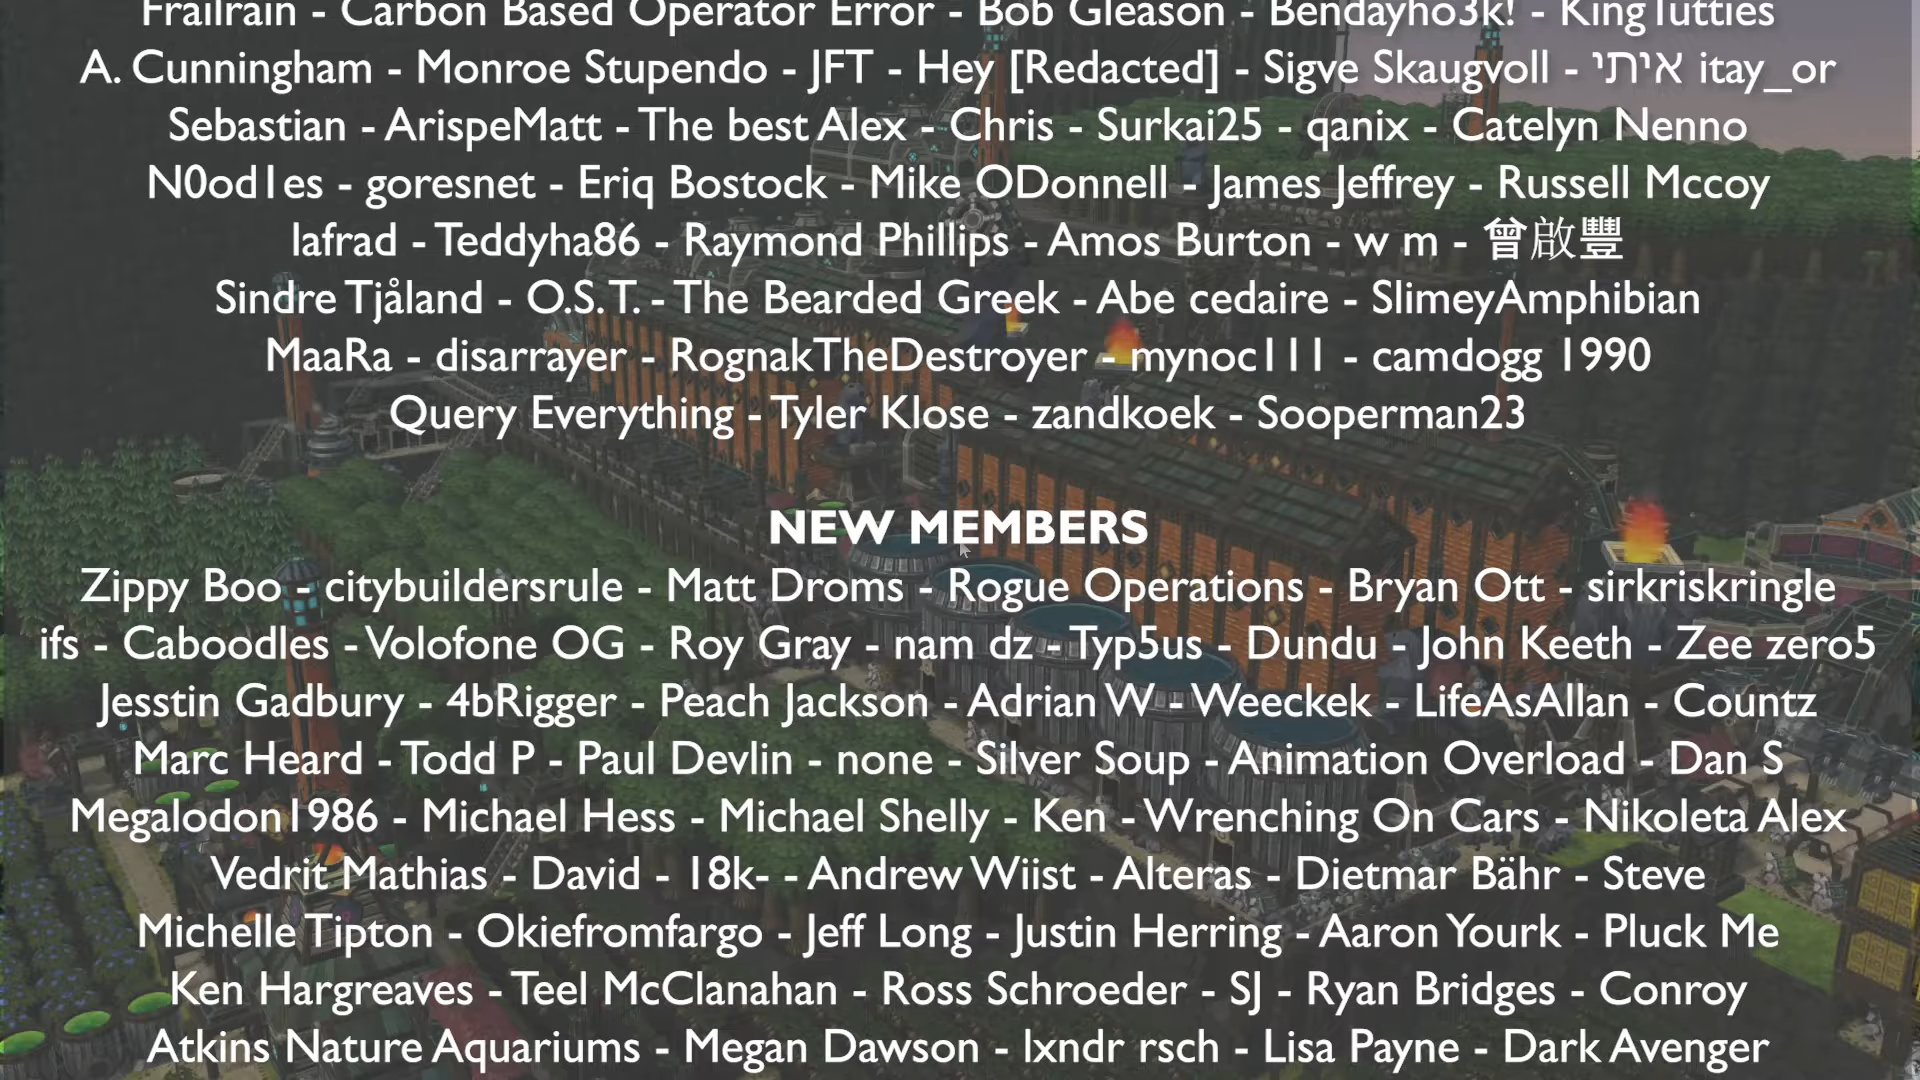 Frailrain - Carbon Based Operator Error - Bob Gleason - Bendayho3k! - KingTutties
A. Cunningham - Monroe Stupendo - JFT - Hey [Redacted] - Sigve Skaugvoll - איתי itay_or
Sebastian - ArispeMatt - The best Alex - Chris - Surkai25 - qanix - Catelyn Nenno
N0od1es - goresnet - Eriq Bostock - Mike ODonnell - James Jeffrey - Russell Mccoy
lafrad - Teddyha86 - Raymond Phillips - Amos Burton - w m - 曾啟豐
Sindre Tjåland - O.S.T. - The Bearded Greek - Abe cedaire - SlimeyAmphibian
MaaRa - disarrayer - RognakTheDestroyer - mynoc111 - camdogg 1990
Query Everything - Tyler Klose - zandkoek - Sooperman23
NEW MEMBERS
Zippy Boo - citybuildersrule - Matt Droms - Rogue Operations - Bryan Ott - sirkriskringle
ifs - Caboodles - Volofone OG - Roy Gray - nam dz - Typ5us - Dundu - John Keeth - Zee zero5
Jesstin Gadbury - 4bRigger - Peach Jackson - Adrian W - Weeckek - LifeAsAllan - Countz
Marc Heard - Todd P - Paul Devlin - none - Silver Soup - Animation Overload - Dan S
Megalodon1986 - Michael Hess - Michael Shelly - Ken - Wrenching On Cars - Nikoleta Alex
Vedrit Mathias - David - 18k- - Andrew Wiist - Alteras - Dietmar Bähr - Steve
Michelle Tipton - Okiefromfargo - Jeff Long - Justin Herring - Aaron Yourk - Pluck Me
Ken Hargreaves - Teel McClanahan - Ross Schroeder - SJ - Ryan Bridges - Conroy
Atkins Nature Aquariums - Megan Dawson - lxndr rsch - Lisa Payne - Dark Avenger